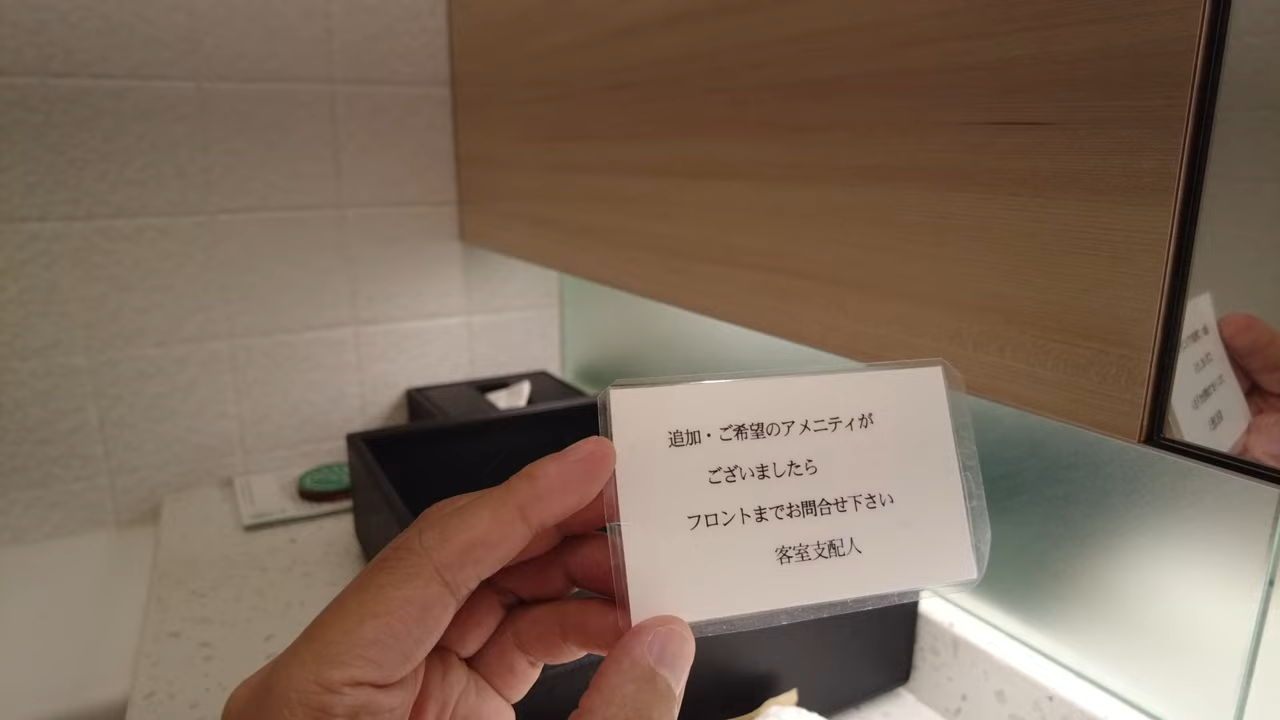 追加・ご希望のアメニティが
ございましたら
フロントまでお問合せ下さい
客室支配人